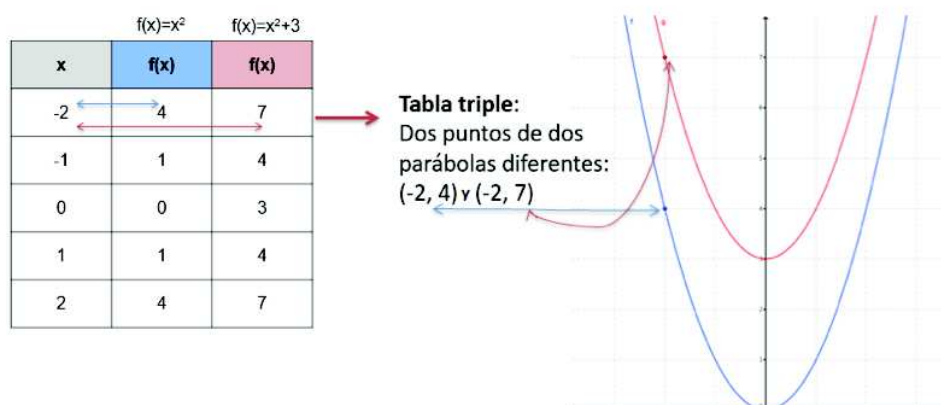 f(x)=x² f(x)=x²+3
x f(x) f(x)
-2 4 7
-1 1 4
0 0 3
1 1 4
2 4 7
Tabla triple:
Dos puntos de dos
parábolas diferentes:
(-2, 4) y (-2, 7)